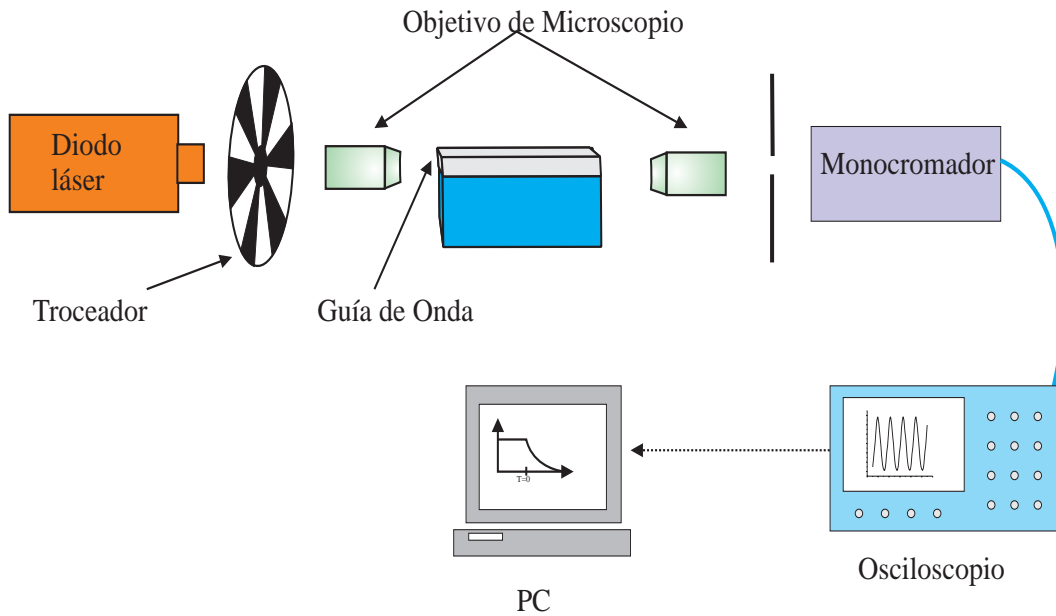 Objetivo de Microscopio
Diodo
láser
Monocromador
Troceador
Guía de Onda
T=0
Osciloscopio
PC